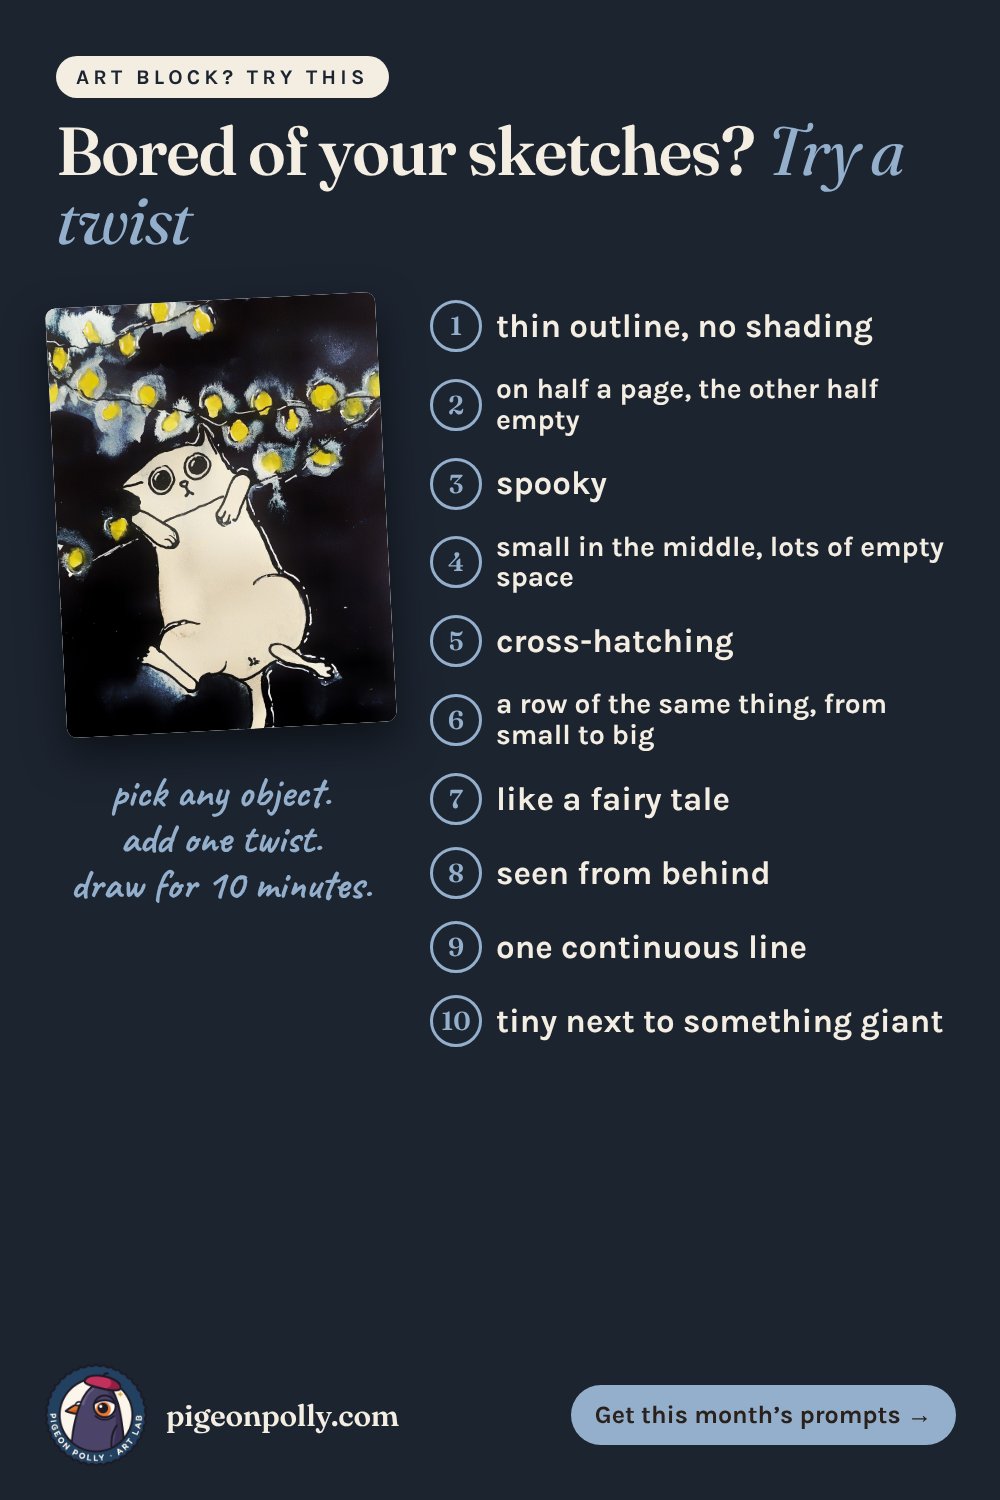 ART BLOCK? TRY THIS
Bored of your sketches? Try a
twist
1 thin outline, no shading
2 on half a page, the other half
empty
3 spooky
4 small in the middle, lots of empty
space
5 cross-hatching
6 a row of the same thing, from
small to big
7 like a fairy tale
8 seen from behind
9 one continuous line
10 tiny next to something giant
pick any object.
add one twist.
draw for 10 minutes.
PIGEON POLLY · ART LAB
pigeonpolly.com
Get this month’s prompts →